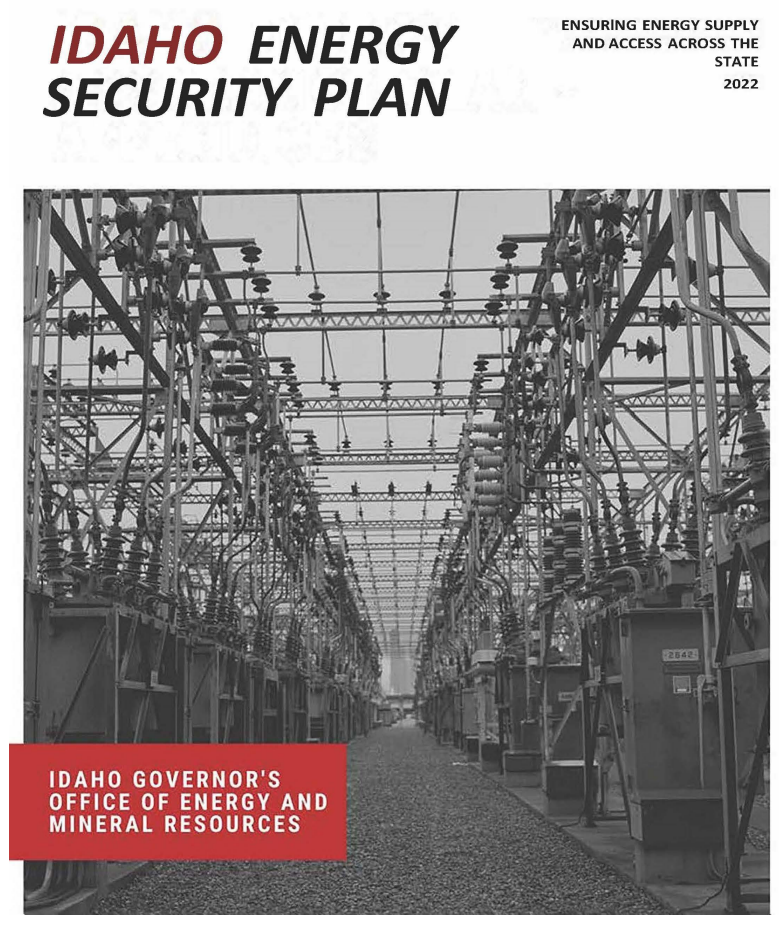 IDAHO ENERGY
SECURITY PLAN
ENSURING ENERGY SUPPLY
AND ACCESS ACROSS THE
STATE
2022
2642
IDAHO GOVERNOR'S
OFFICE OF ENERGY AND
MINERAL RESOURCES